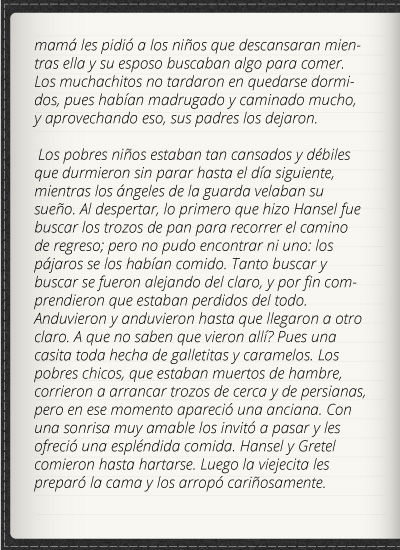 mamá les pidió a los niños que descansaran mien-
tras ella y su esposo buscaban algo para comer.
Los muchachitos no tardaron en quedarse dormi-
dos, pues habían madrugado y caminado mucho,
y aprovechando eso, sus padres los dejaron.

Los pobres niños estaban tan cansados y débiles
que durmieron sin parar hasta el día siguiente,
mientras los ángeles de la guarda velaban su
sueño. Al despertar, lo primero que hizo Hansel fue
buscar los trozos de pan para recorrer el camino
de regreso; pero no pudo encontrar ni uno: los
pájaros se los habían comido. Tanto buscar y
buscar se fueron alejando del claro, y por fin com-
prendieron que estaban perdidos del todo.
Anduvieron y anduvieron hasta que llegaron a otro
claro. A que no saben que vieron allí? Pues una
casita toda hecha de galletitas y caramelos. Los
pobres chicos, que estaban muertos de hambre,
corrieron a arrancar trozos de cerca y de persianas,
pero en ese momento apareció una anciana. Con
una sonrisa muy amable los invitó a pasar y les
ofreció una espléndida comida. Hansel y Gretel
comieron hasta hartarse. Luego la viejecita les
preparó la cama y los arropó cariñosamente.